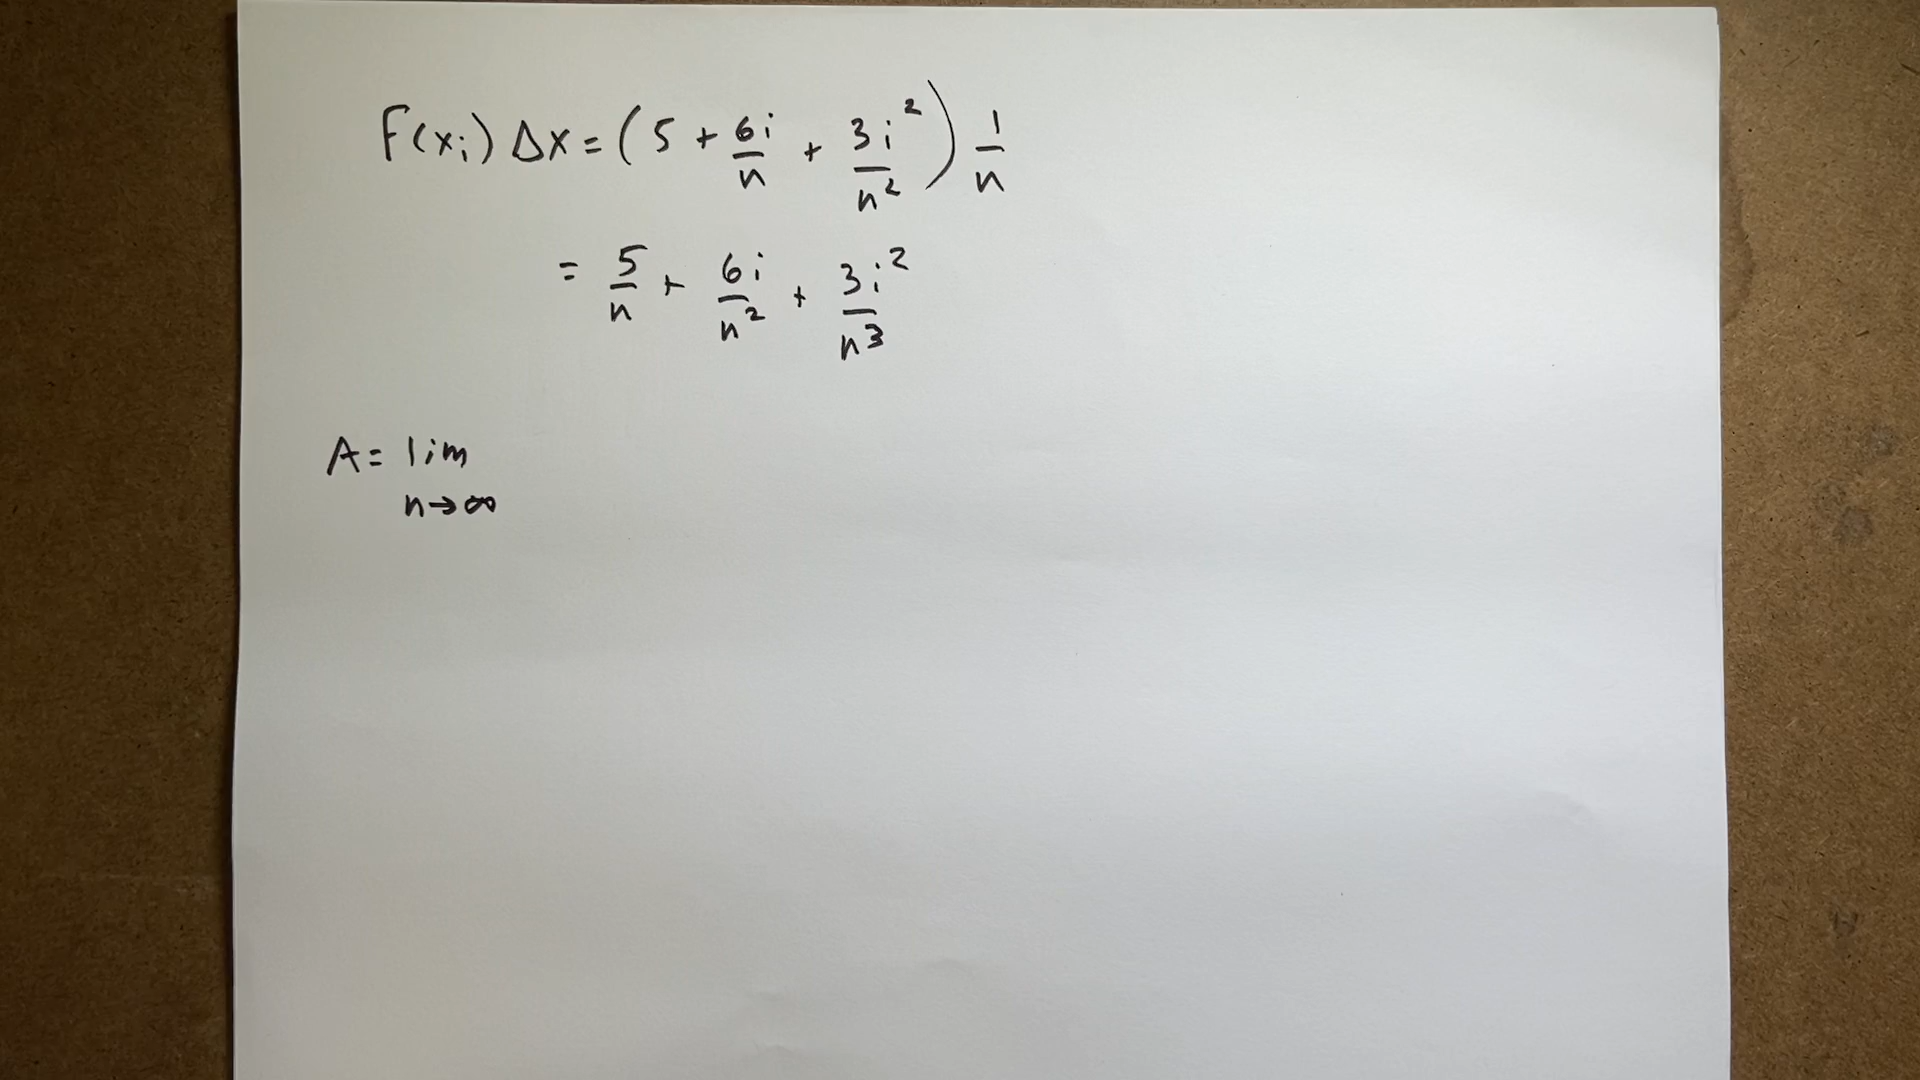 F(xᵢ) Δx = (5 + 6i/n + 3i²/n²) 1/n
= 5/n + 6i/n² + 3i²/n³
A = lim
n→∞